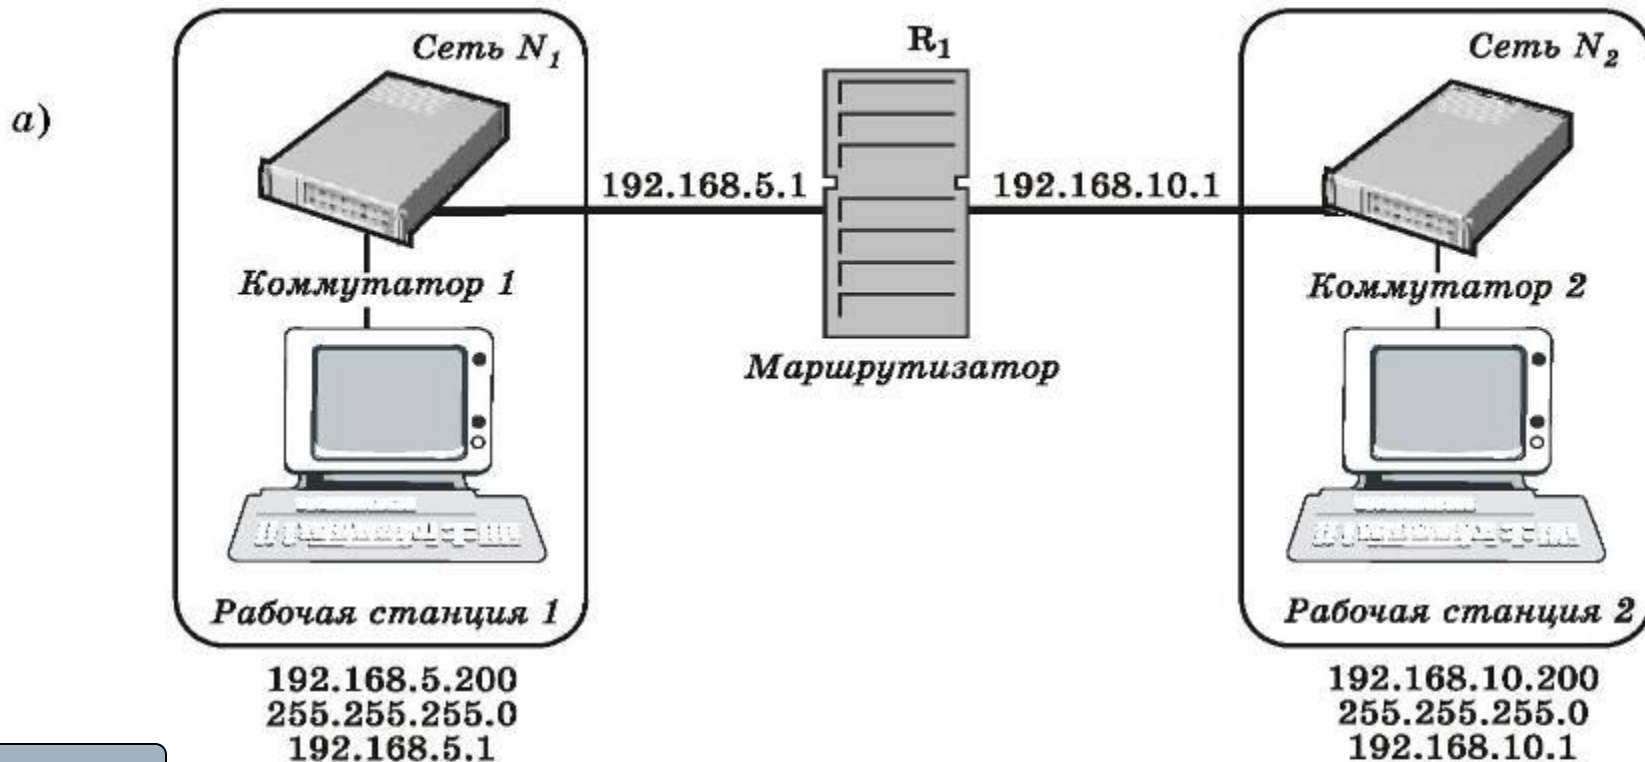 а)
Сеть N1
R1
Сеть N2
192.168.5.1
192.168.10.1
Коммутатор 1
Коммутатор 2
Маршрутизатор
Рабочая станция 1
Рабочая станция 2
192.168.5.200
255.255.255.0
192.168.5.1
192.168.10.200
255.255.255.0
192.168.10.1